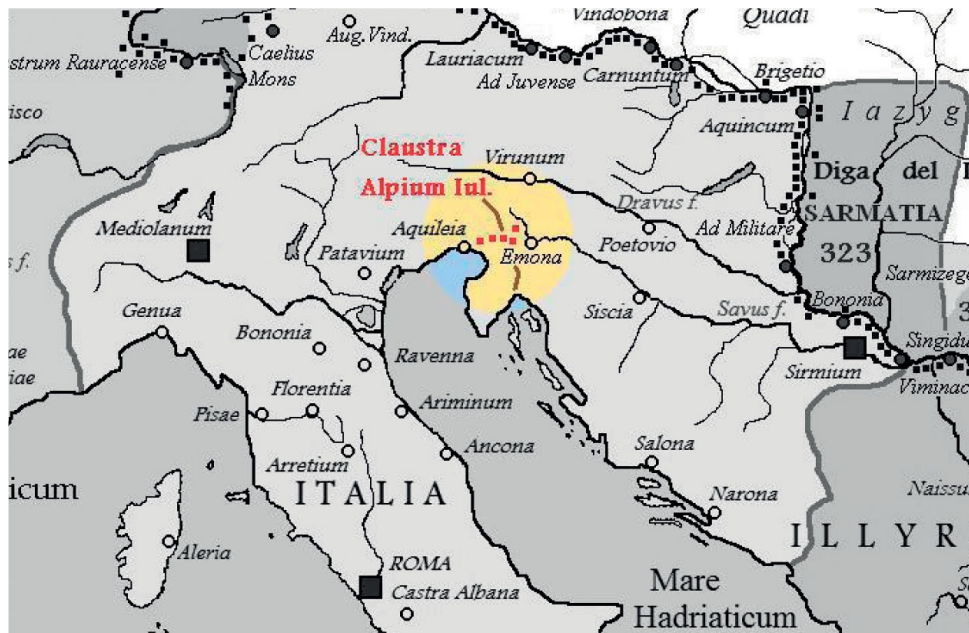 Vindobona
Quadi
Aug.Vind.
Caelius
Mons
Lauriacum
Ad Juvense
Carnuntum
Brigetio
strum Rauracense
isco
Iazyg
Aquincum
Claustra
Alpium Iul.
Virunum
Diga del
SARMATIA
323
Dravus f.
Ad Militare
Mediolanum
Aquileia
Emona
Poetovio
Patavium
Sarmizege
s f.
Siscia
Savus f.
Bononia
Genua
Bononia
Singidu
Ravenna
Sirmium
Viminac
Florentia
Pisae
Ariminum
Salona
Ancona
Arretium
icum
ITALIA
Narona
Naissu
ILLYR
Aleria
ROMA
Castra Albana
Mare
Hadriaticum